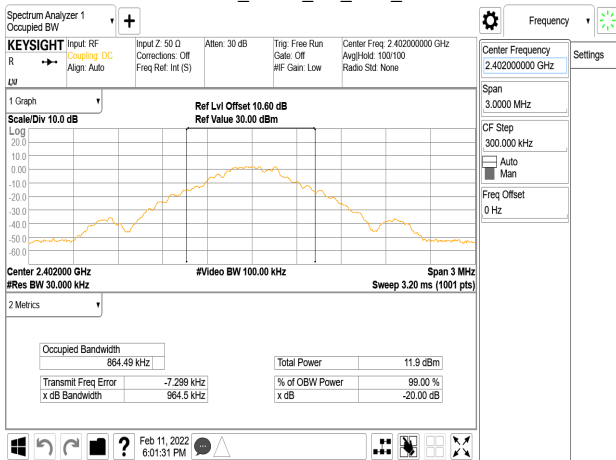 Spectrum Analyzer 1
Occupied BW
KEYSIGHT
R
Input: RF
Coupling: DC
Align: Auto
Input Z: 50 Ω
Corrections: Off
Freq Ref: Int (S)
Atten: 30 dB
Trig: Free Run
Gate: Off
#IF Gain: Low
Center Freq: 2.402000000 GHz
Avg|Hold: 100/100
Radio Std: None
1 Graph
Scale/Div 10.0 dB
Ref Lvl Offset 10.60 dB
Ref Value 30.00 dBm
Log
20.0
10.0
0.00
-10.0
-20.0
-30.0
-40.0
-50.0
-60.0
Center 2.402000 GHz
#Video BW 100.00 kHz
Span 3 MHz
#Res BW 30.000 kHz
Sweep 3.20 ms (1001 pts)
2 Metrics
Occupied Bandwidth
864.49 kHz
Total Power 11.9 dBm
Transmit Freq Error -7.299 kHz
% of OBW Power 99.00 %
x dB Bandwidth 964.5 kHz
x dB -20.00 dB
Feb 11, 2022
6:01:31 PM
Frequency
Settings
Center Frequency
2.402000000 GHz
Span
3.0000 MHz
CF Step
300.000 kHz
Auto
Man
Freq Offset
0 Hz